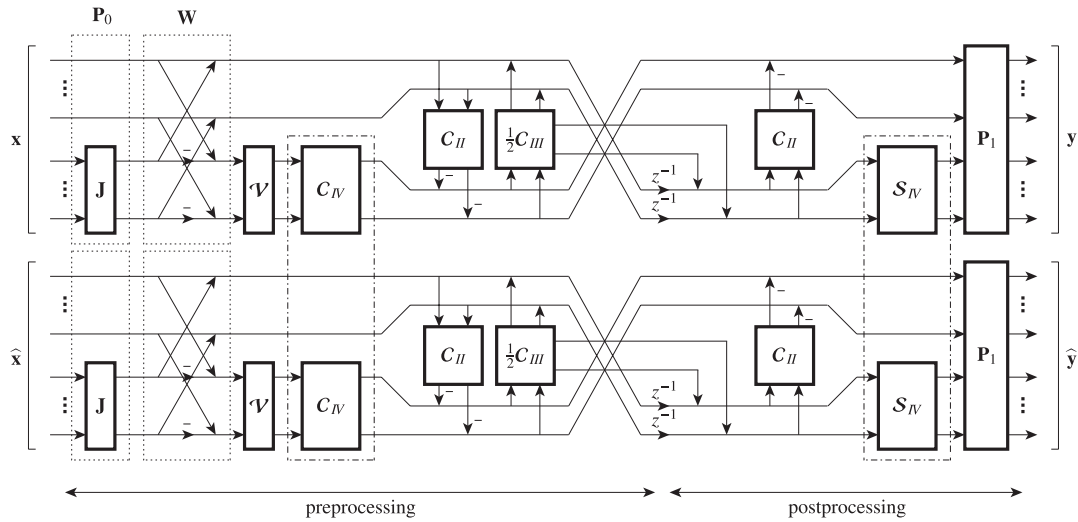 P₀ W
x
J
–
–
𝒱
C_IV
C_II
–
–
½C_III
z⁻¹
z⁻¹
C_II
–
–
S_IV
P₁
y
x̂
J
–
–
𝒱
C_IV
C_II
–
–
½C_III
z⁻¹
z⁻¹
C_II
–
–
S_IV
P₁
ŷ
preprocessing postprocessing